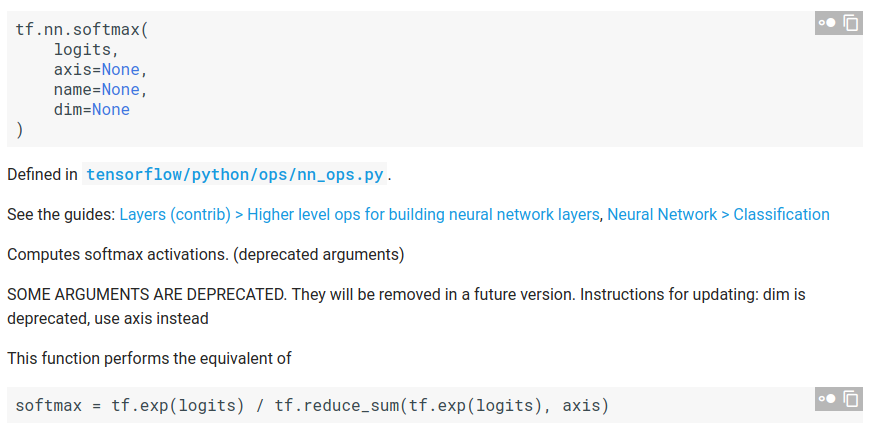 tf.nn.softmax(
    logits,
    axis=None,
    name=None,
    dim=None
)
Defined in tensorflow/python/ops/nn_ops.py.
See the guides: Layers (contrib) > Higher level ops for building neural network layers, Neural Network > Classification
Computes softmax activations. (deprecated arguments)
SOME ARGUMENTS ARE DEPRECATED. They will be removed in a future version. Instructions for updating: dim is
deprecated, use axis instead
This function performs the equivalent of
softmax = tf.exp(logits) / tf.reduce_sum(tf.exp(logits), axis)